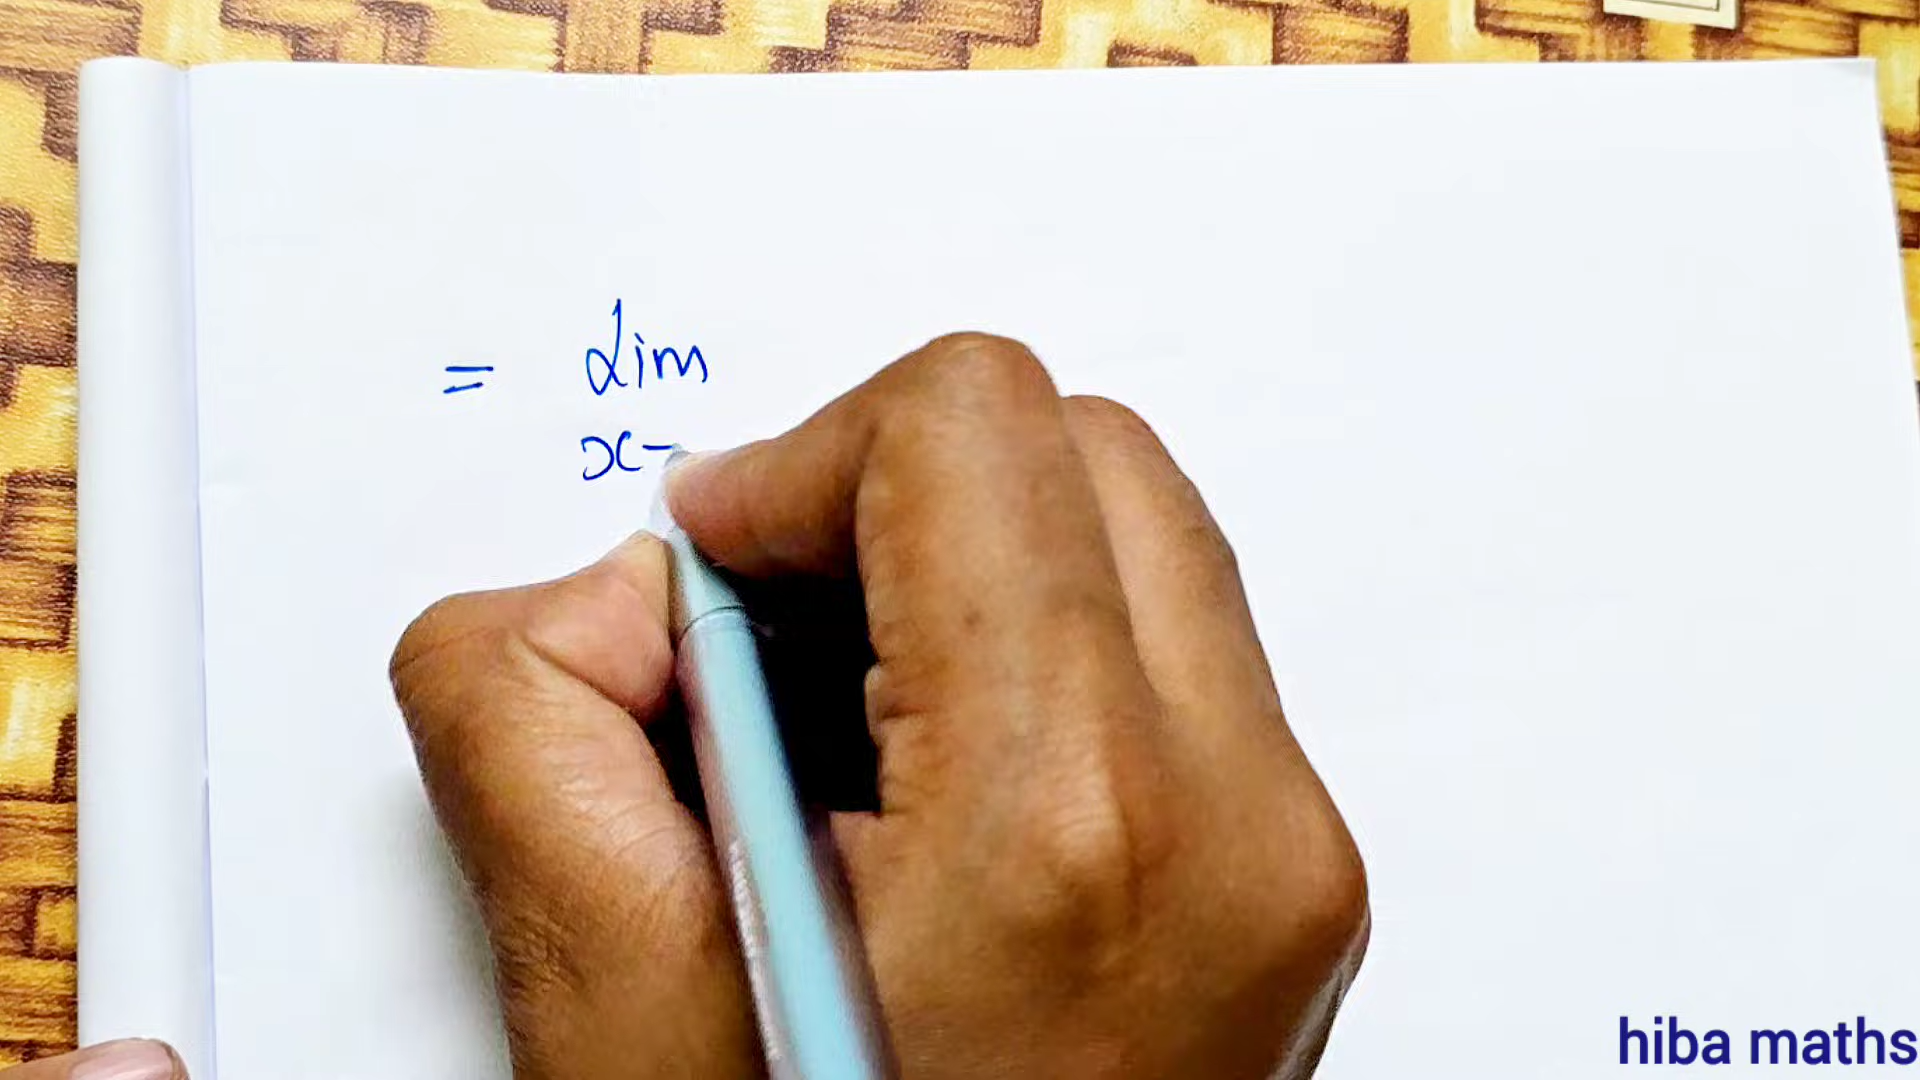 = Lim
x-
hiba maths